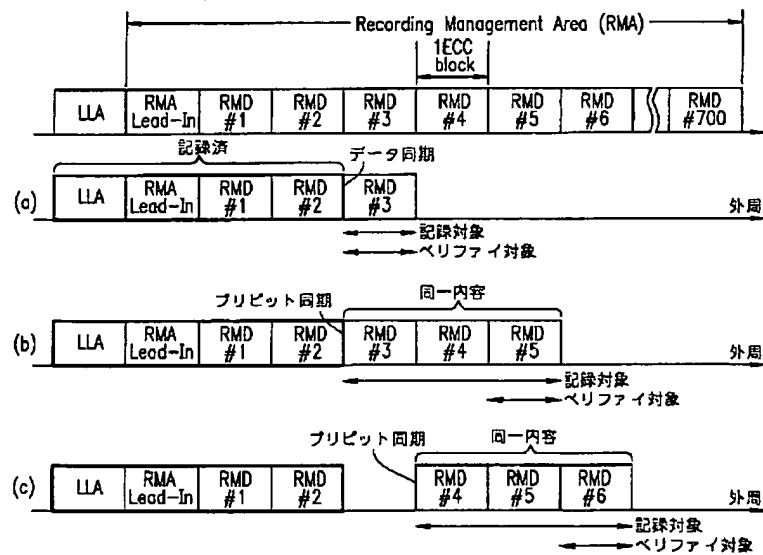 Recording Management Area (RMA)
1ECC
block
LLA
RMA
Lead-In
RMD
#1
RMD
#2
RMD
#3
RMD
#4
RMD
#5
RMD
#6
RMD
#700
記録済
データ同期
(a)
LLA
RMA
Lead-In
RMD
#1
RMD
#2
RMD
#3
外周
記録対象
ベリファイ対象
プリピット同期
同一内容
(b)
LLA
RMA
Lead-In
RMD
#1
RMD
#2
RMD
#3
RMD
#4
RMD
#5
外周
記録対象
ベリファイ対象
プリピット同期
同一内容
(c)
LLA
RMA
Lead-In
RMD
#1
RMD
#2
RMD
#4
RMD
#5
RMD
#6
外周
記録対象
ベリファイ対象